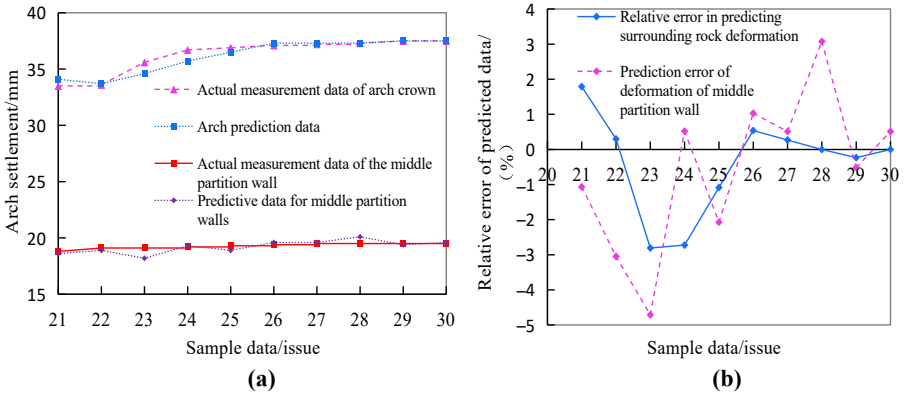 Arch settlement/mm
40
35
30
25
20
15
21 22 23 24 25 26 27 28 29 30
Actual measurement data of arch crown
Arch prediction data
Actual measurement data of the middle
partition wall
Predictive data for middle partition
walls
Sample data/issue
(a)
Relative error of predicted data/
(%)
4
3
2
1
0
−1
−2
−3
−4
−5
20 21 22 23 24 25 26 27 28 29 30
Relative error in predicting
surrounding rock deformation
Prediction error of
deformation of middle
partition wall
Sample data/issue
(b)